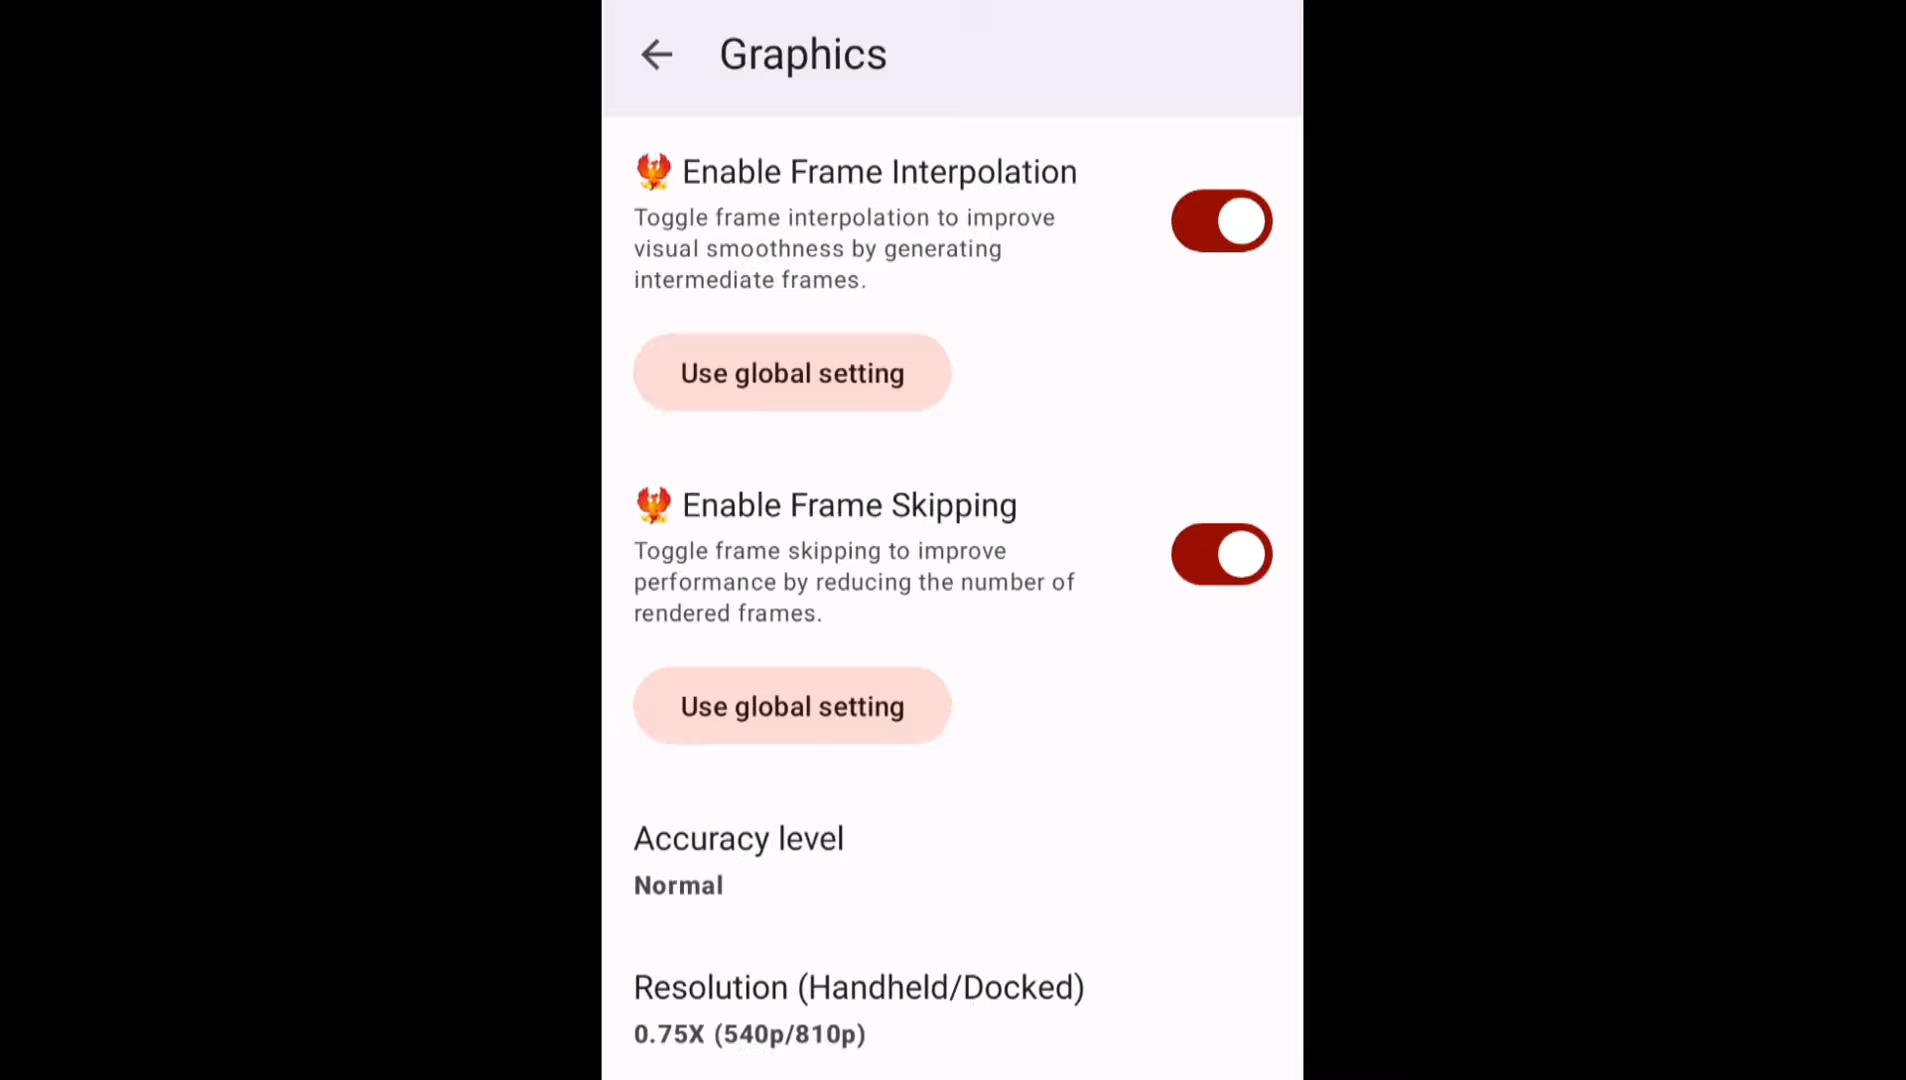 Graphics
Enable Frame Interpolation
Toggle frame interpolation to improve
visual smoothness by generating
intermediate frames.
Use global setting
Enable Frame Skipping
Toggle frame skipping to improve
performance by reducing the number of
rendered frames.
Use global setting
Accuracy level
Normal
Resolution (Handheld/Docked)
0.75X (540p/810p)